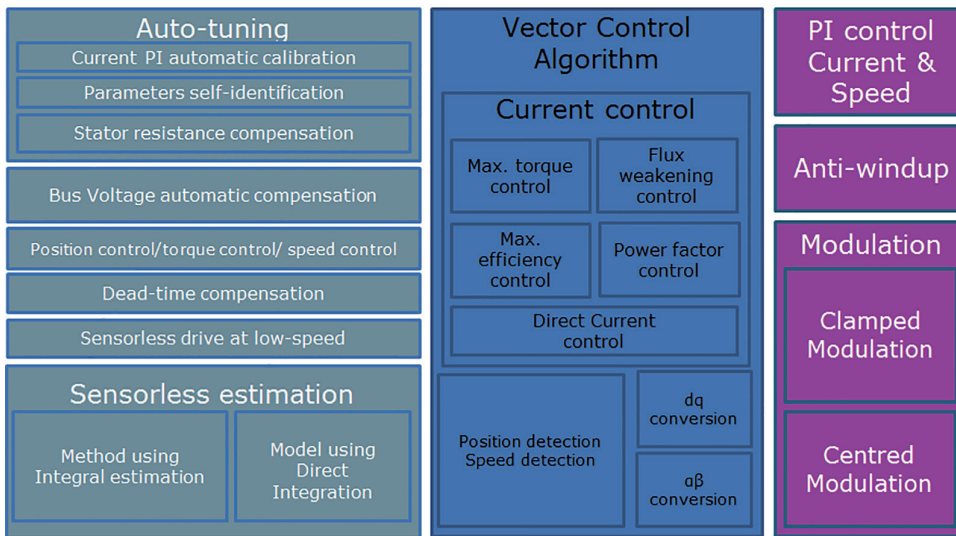 Auto-tuning
Current PI automatic calibration
Parameters self-identification
Stator resistance compensation
Bus Voltage automatic compensation
Position control/torque control/ speed control
Dead-time compensation
Sensorless drive at low-speed
Sensorless estimation
Method using
Integral estimation
Model using
Direct
Integration
Vector Control
Algorithm
Current control
Max. torque
control
Flux
weakening
control
Max.
efficiency
control
Power factor
control
Direct Current
control
Position detection
Speed detection
dq
conversion
αβ
conversion
PI control
Current &
Speed
Anti-windup
Modulation
Clamped
Modulation
Centred
Modulation